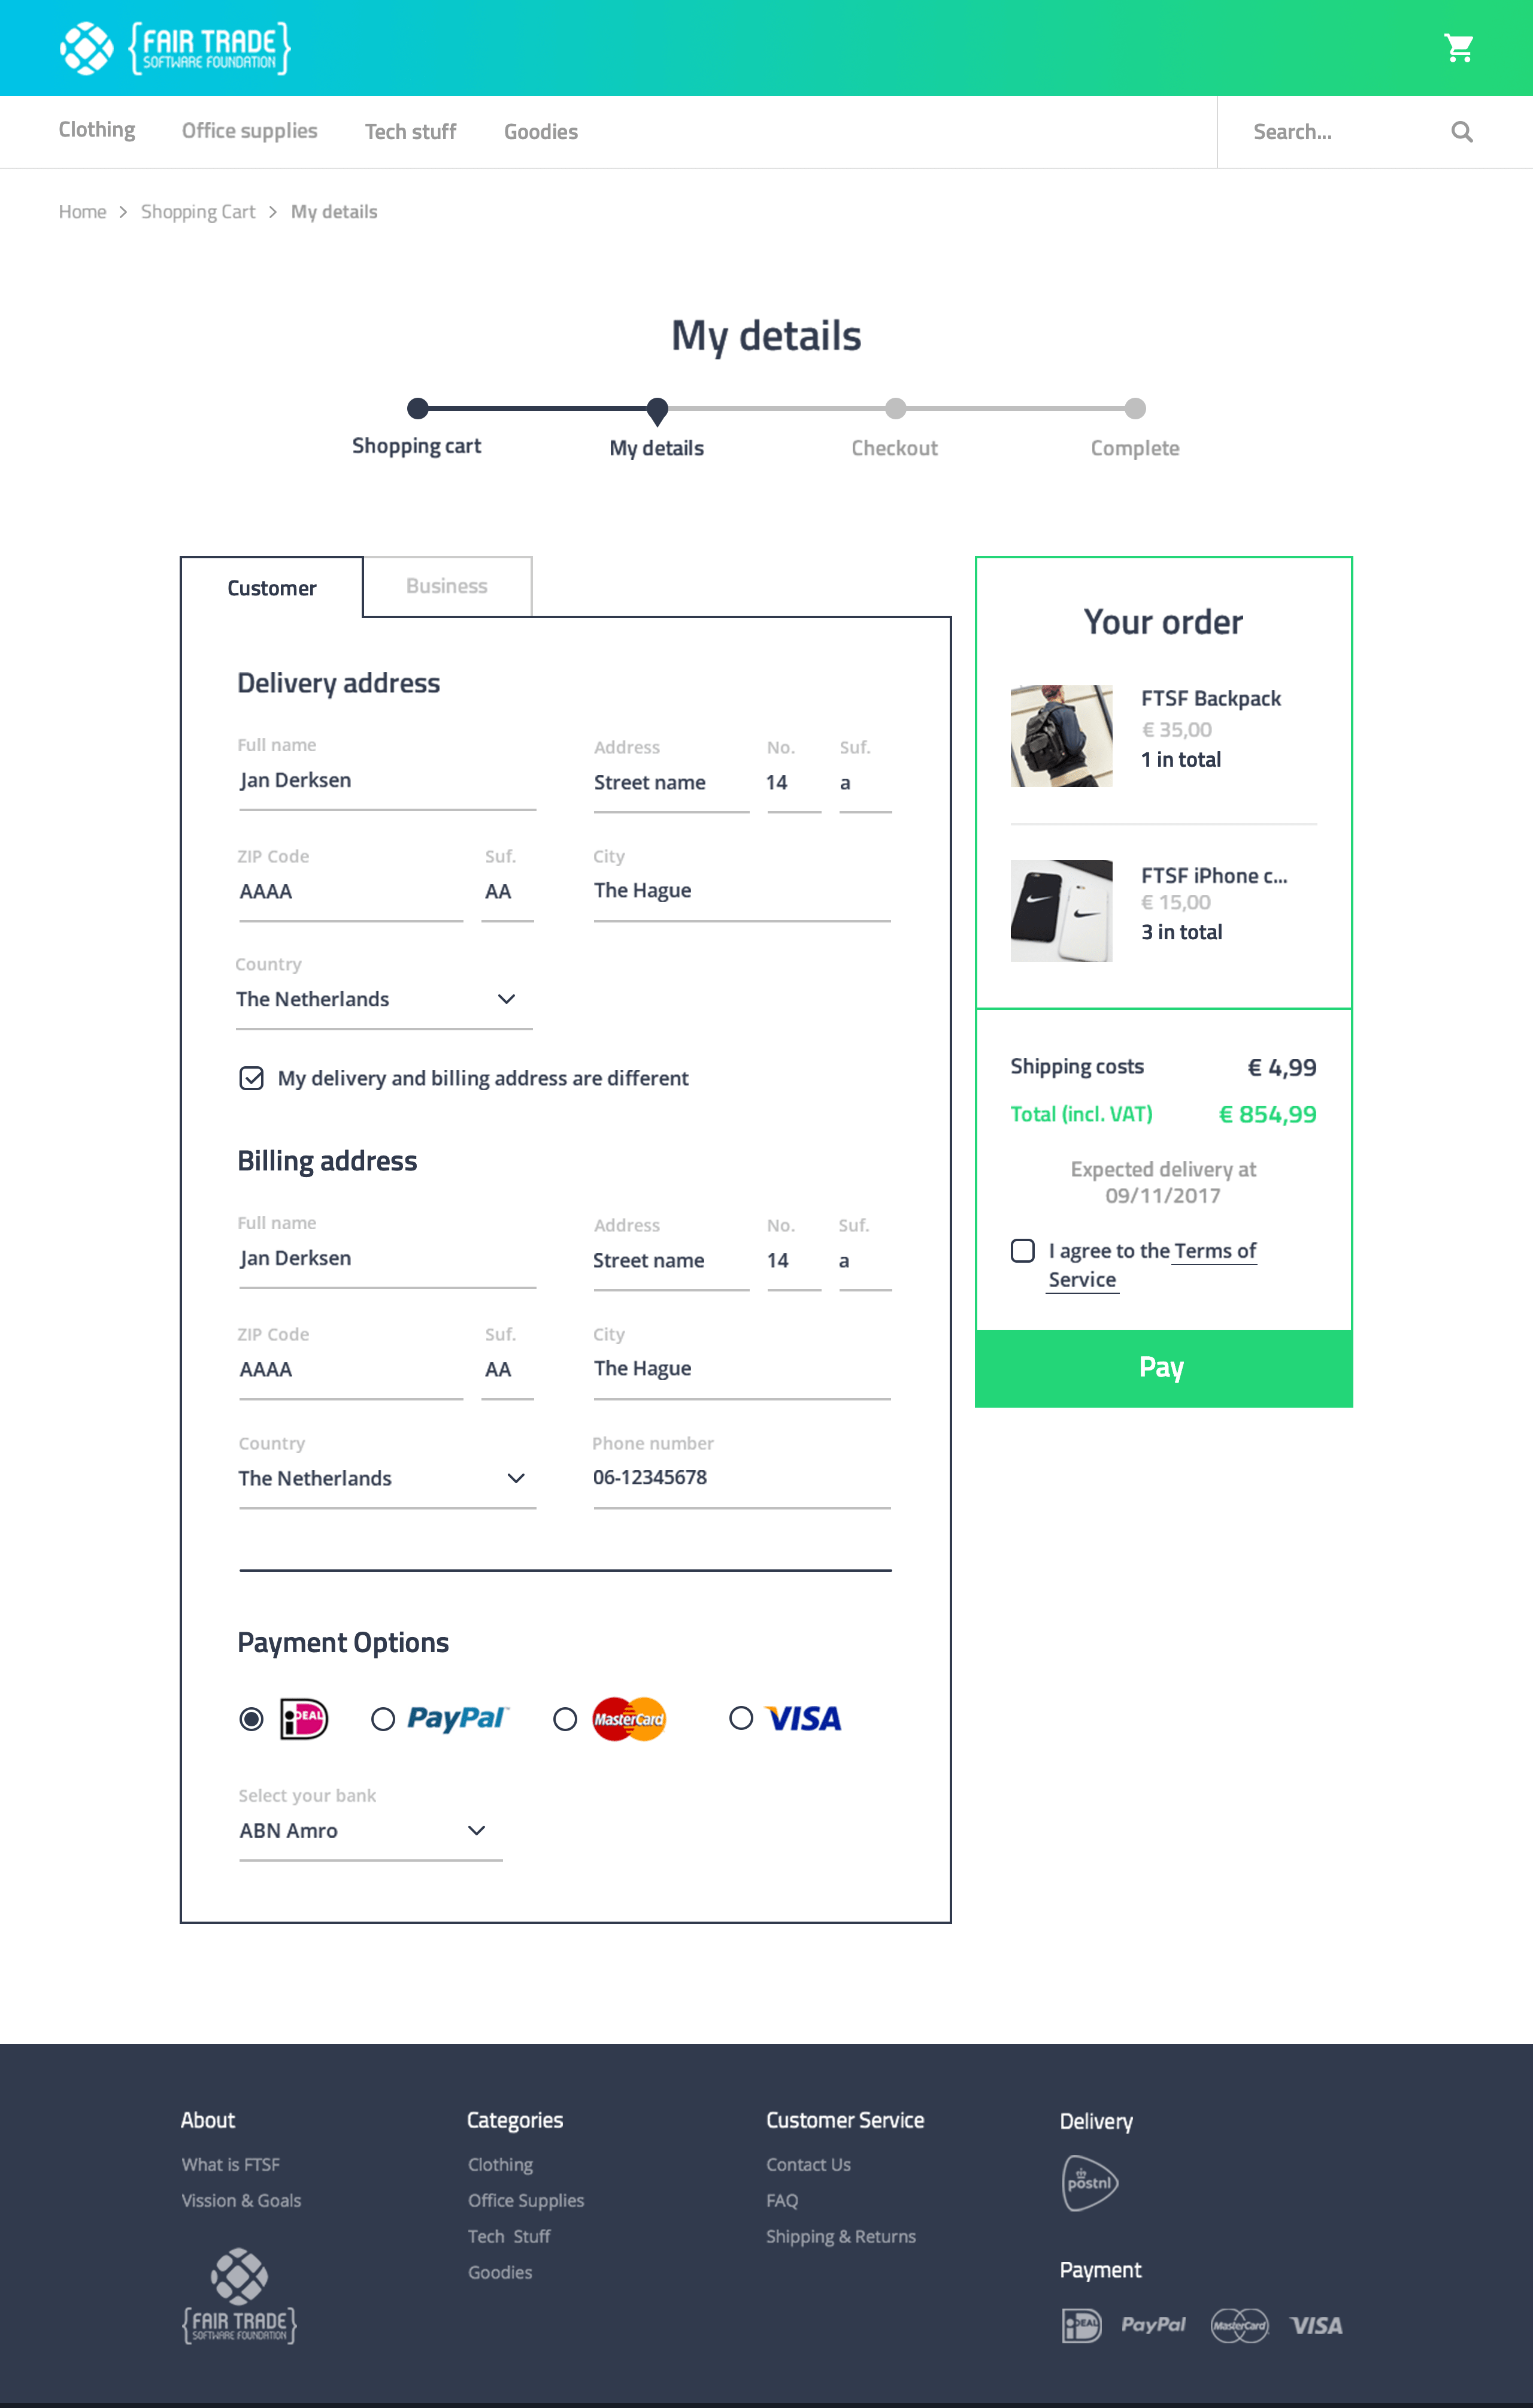 {FAIR TRADE}
SOFTWARE FOUNDATION
Clothing Office supplies Tech stuff Goodies Search...
Home > Shopping Cart > My details
My details
Shopping cart My details Checkout Complete
Customer Business
Delivery address
Full name Address No. Suf.
Jan Derksen Street name 14 a
ZIP Code Suf. City
AAAA AA The Hague
Country
The Netherlands
My delivery and billing address are different
Billing address
Full name Address No. Suf.
Jan Derksen Street name 14 a
ZIP Code Suf. City
AAAA AA The Hague
Country Phone number
The Netherlands 06-12345678
Payment Options
iDEAL PayPal MasterCard VISA
Select your bank
ABN Amro
Your order
FTSF Backpack
€ 35,00
1 in total
FTSF iPhone c...
€ 15,00
3 in total
Shipping costs € 4,99
Total (incl. VAT) € 854,99
Expected delivery at
09/11/2017
I agree to the Terms of
Service
Pay
About
What is FTSF
Vission & Goals
{FAIR TRADE}
SOFTWARE FOUNDATION
Categories
Clothing
Office Supplies
Tech Stuff
Goodies
Customer Service
Contact Us
FAQ
Shipping & Returns
Delivery
postnl
Payment
iDEAL PayPal MasterCard VISA